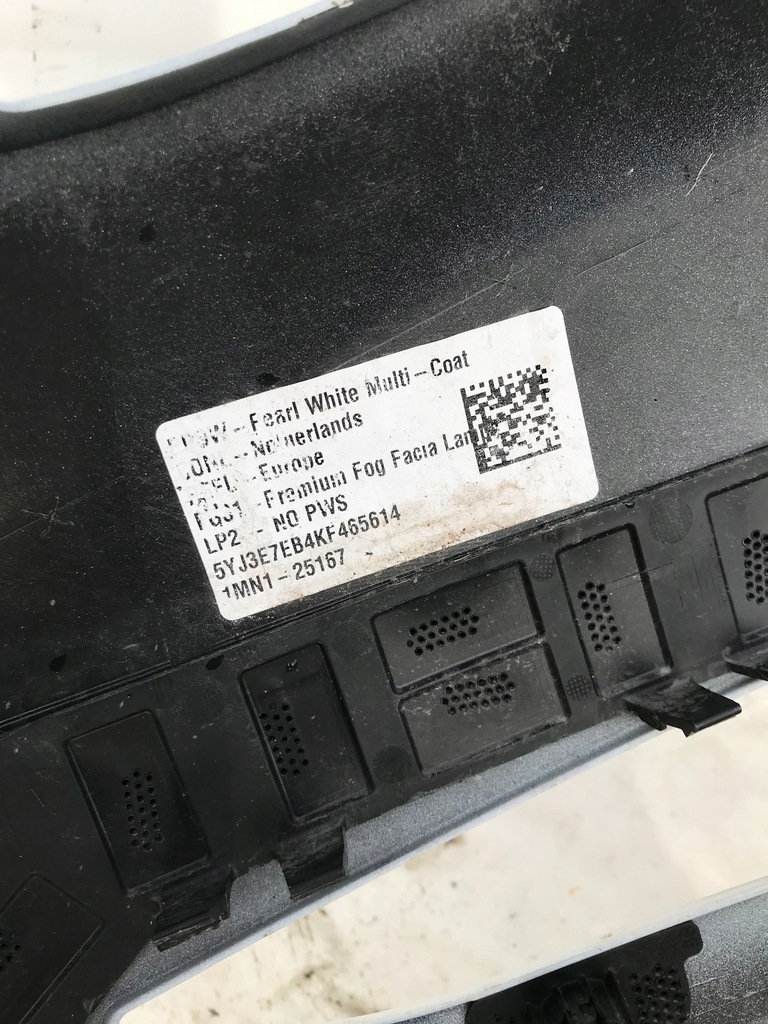 - Pearl White Multi-Coat
- Netherlands
- Europe
- Premium Fog Facia
LP2 - NO PWS
5YJ3E7EB4KF465614
1MN1-25167